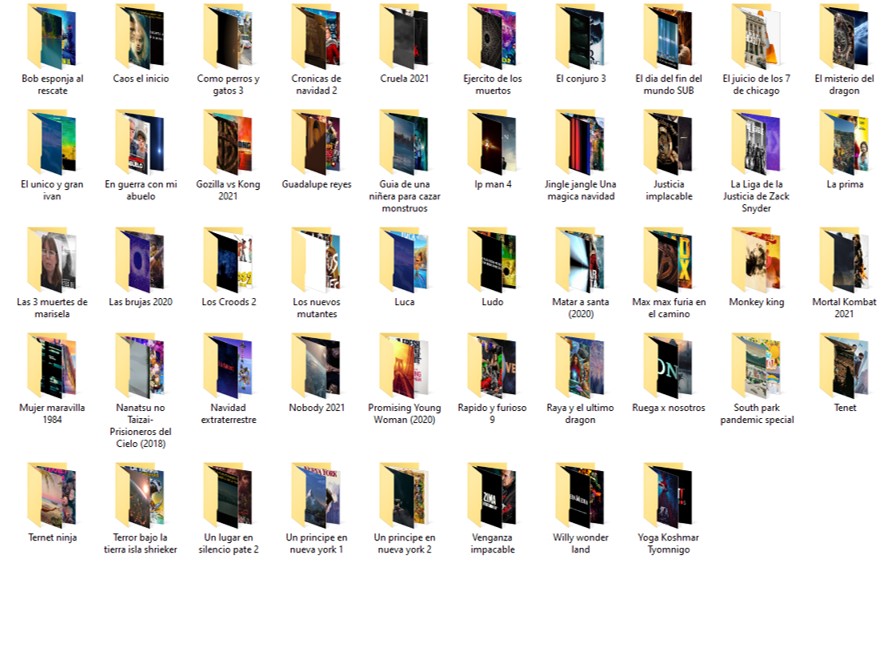 Bob esponja al
rescate
Caos el inicio
Como perros y
gatos 3
Cronicas de
navidad 2
Cruela 2021
Ejercito de los
muertos
El conjuro 3
El dia del fin del
mundo SUB
El juicio de los 7
de chicago
El misterio del
dragon
El unico y gran
ivan
En guerra con mi
abuelo
Gozilla vs Kong
2021
Guadalupe reyes
Guia de una
niñera para cazar
monstruos
Ip man 4
Jingle jangle Una
magica navidad
Justicia
implacable
La Liga de la
Justicia de Zack
Snyder
La prima
Las 3 muertes de
marisela
Las brujas 2020
Los Croods 2
Los nuevos
mutantes
Luca
Ludo
Matar a santa
(2020)
Max max furia en
el camino
Monkey king
Mortal Kombat
2021
Mujer maravilla
1984
Nanatsu no
Taizai-
Prisioneros del
Cielo (2018)
Navidad
extraterrestre
Nobody 2021
Promising Young
Woman (2020)
Rapido y furioso
9
Raya y el ultimo
dragon
Ruega x nosotros
South park
pandemic special
Tenet
Ternet ninja
Terror bajo la
tierra isla shrieker
Un lugar en
silencio pate 2
Un principe en
nueva york 1
Un principe en
nueva york 2
Venganza
impacable
Willy wonder
land
Yoga Koshmar
Tyomnigo